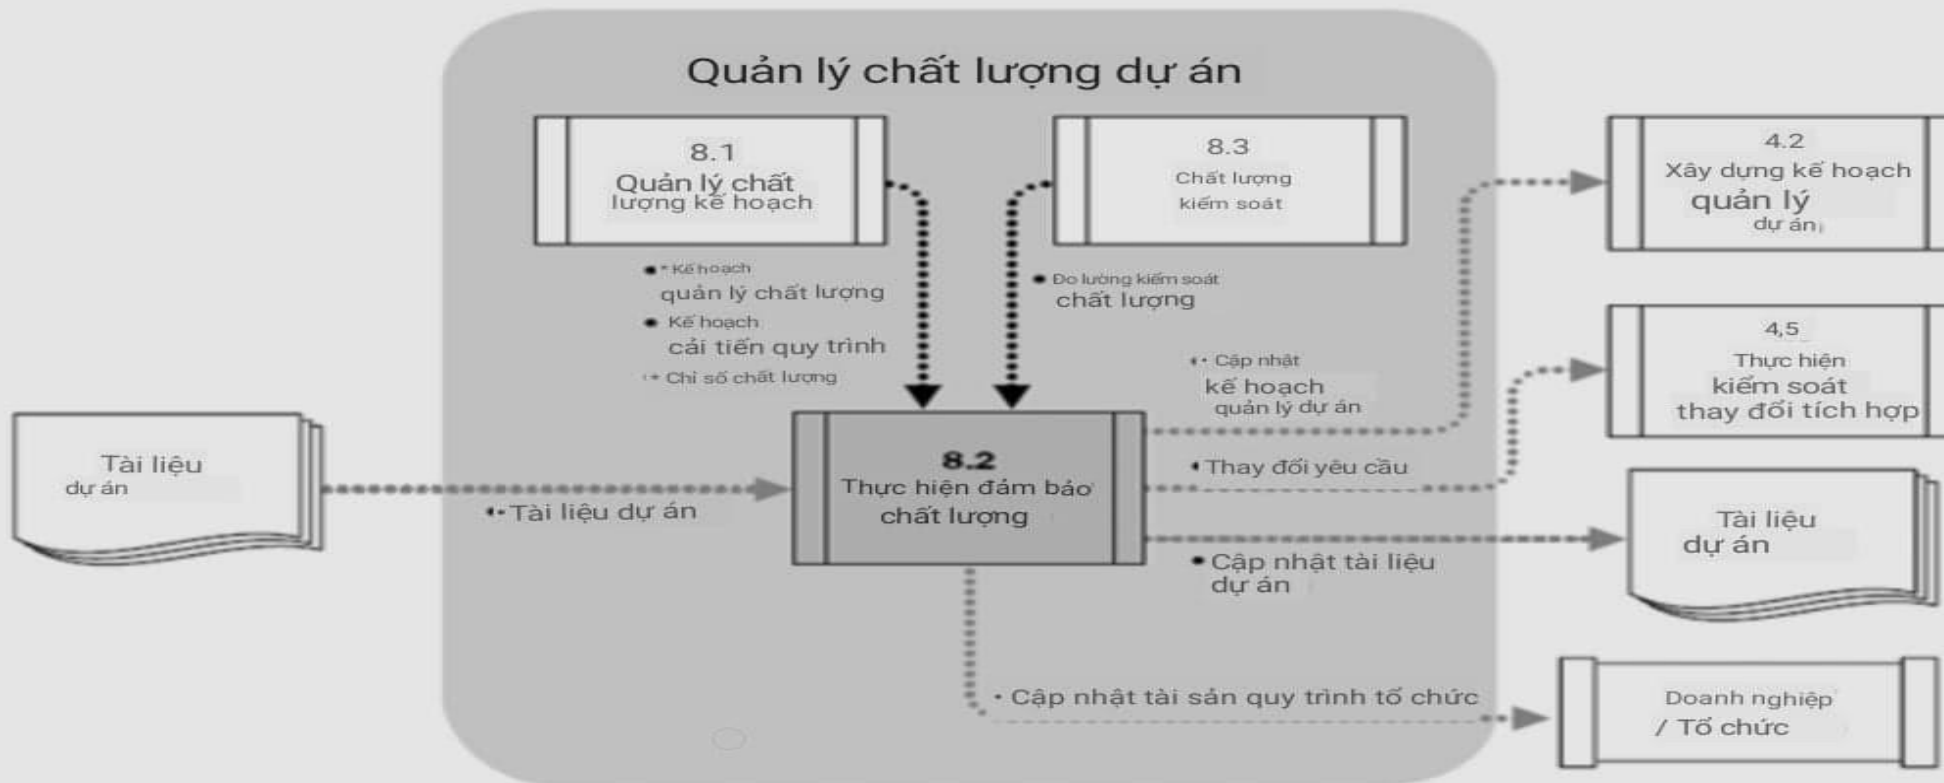 Quản lý chất lượng dự án
8.1
Quản lý chất
lượng kế hoạch
8.3
Chất lượng
kiểm soát
4.2
Xây dựng kế hoạch
quản lý
dự án
* Kế hoạch
quản lý chất lượng
Kế hoạch
cải tiến quy trình
Chỉ số chất lượng
Đo lường kiểm soát
chất lượng
4,5
Thực hiện
kiểm soát
thay đổi tích hợp
Cập nhật
kế hoạch
quản lý dự án
Tài liệu
dự án
Tài liệu dự án
8.2
Thực hiện đảm bảo
chất lượng
Thay đổi yêu cầu
Cập nhật tài liệu
dự án
Tài liệu
dự án
Cập nhật tài sản quy trình tổ chức
Doanh nghiệp
/ Tổ chức